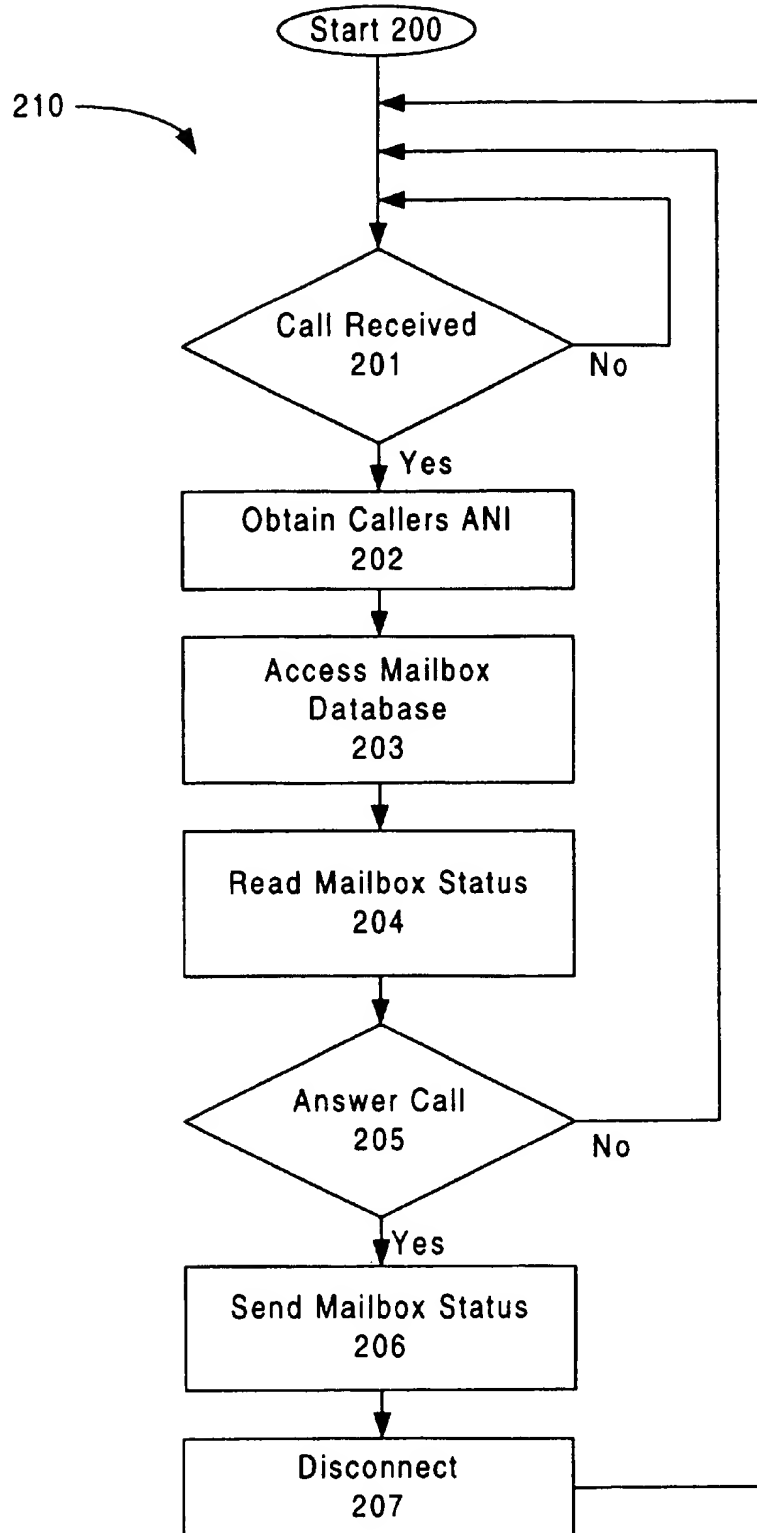 Start 200
210
Call Received
201
No
Yes
Obtain Callers ANI
202
Access Mailbox
Database
203
Read Mailbox Status
204
Answer Call
205
No
Yes
Send Mailbox Status
206
Disconnect
207